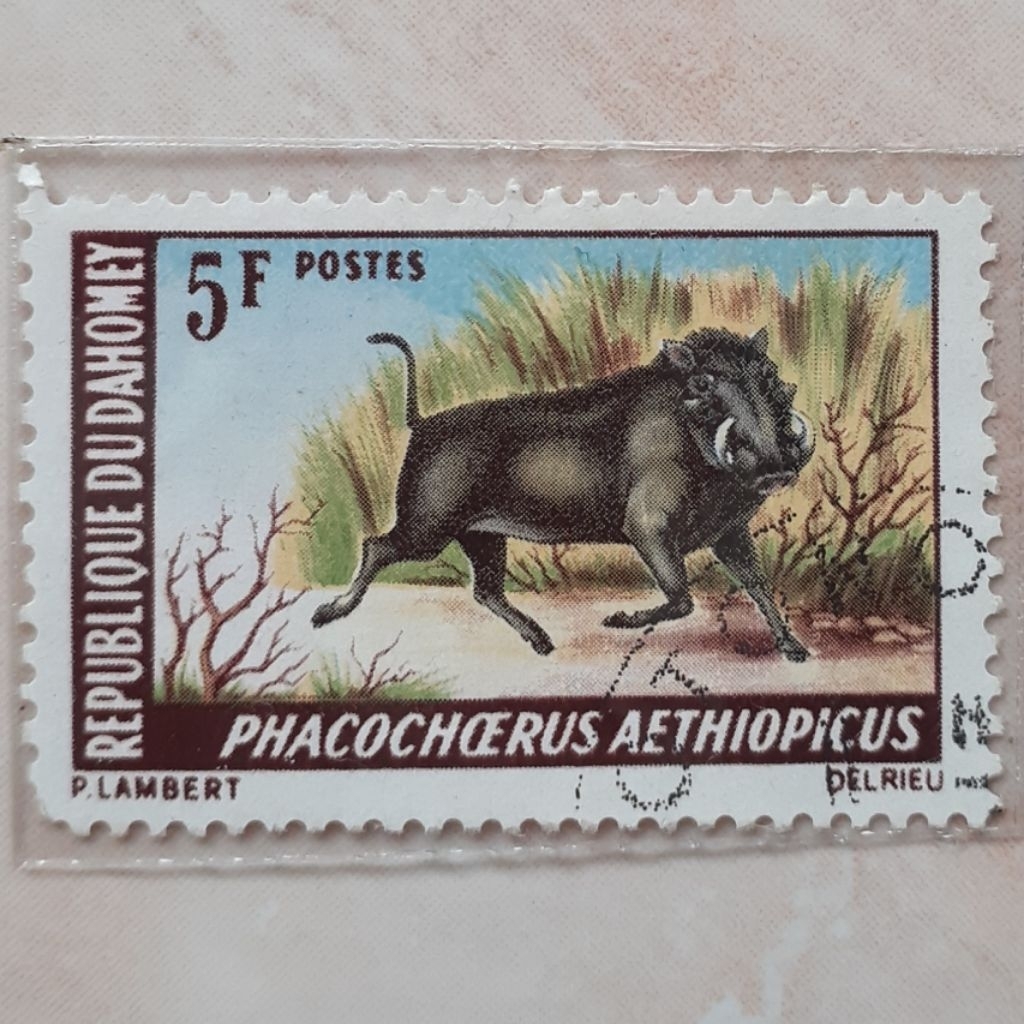 REPUBLIQUE DU DAHOMEY
5F POSTES
PHACOCHŒRUS AETHIOPICUS
P.LAMBERT
DELRIEU